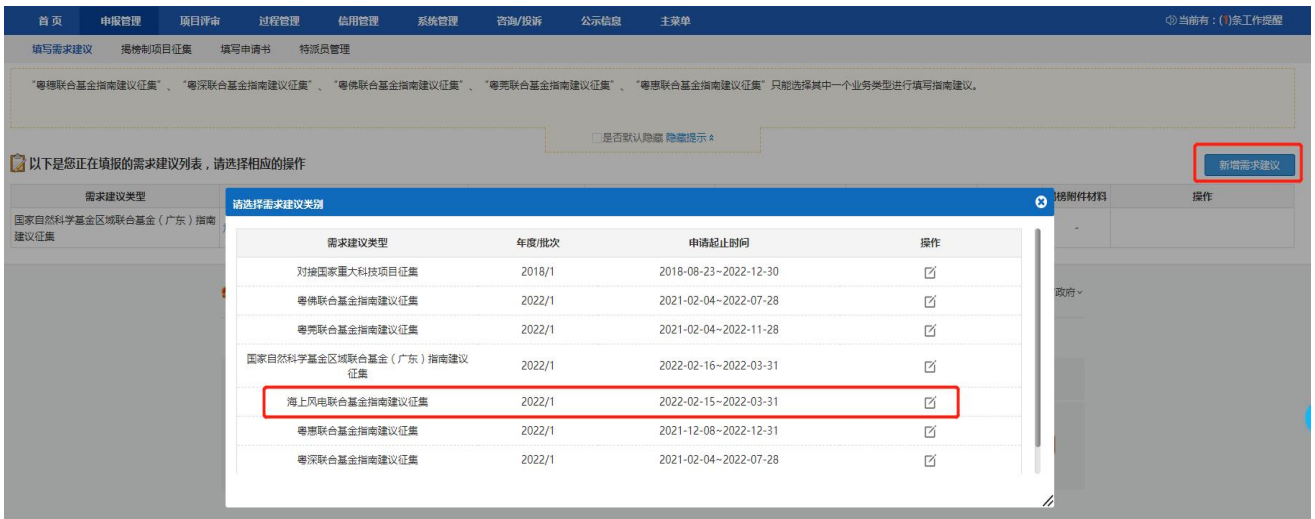 首页 申报管理 项目评审 过程管理 信用管理 系统管理 咨询/投诉 公示信息 主菜单 当前有：(1)条工作提醒
填写需求建议 揭榜制项目征集 填写申请书 特派员管理
“粤穗联合基金指南建议征集”、“粤深联合基金指南建议征集”、“粤佛联合基金指南建议征集”、“粤莞联合基金指南建议征集”、“粤惠联合基金指南建议征集”只能选择其中一个业务类型进行填写指南建议。
是否默认隐藏 隐藏提示
以下是您正在填报的需求建议列表，请选择相应的操作 新增需求建议
需求建议类型 榜附件材料 操作
国家自然科学基金区域联合基金（广东）指南
建议征集 -
政府
请选择需求建议类别
需求建议类型 年度/批次 申请起止时间 操作
对接国家重大科技项目征集 2018/1 2018-08-23~2022-12-30
粤佛联合基金指南建议征集 2022/1 2021-02-04~2022-07-28
粤莞联合基金指南建议征集 2022/1 2021-02-04~2022-11-28
国家自然科学基金区域联合基金（广东）指南建议
征集 2022/1 2022-02-16~2022-03-31
海上风电联合基金指南建议征集 2022/1 2022-02-15~2022-03-31
粤惠联合基金指南建议征集 2022/1 2021-12-08~2022-12-31
粤深联合基金指南建议征集 2022/1 2021-02-04~2022-07-28